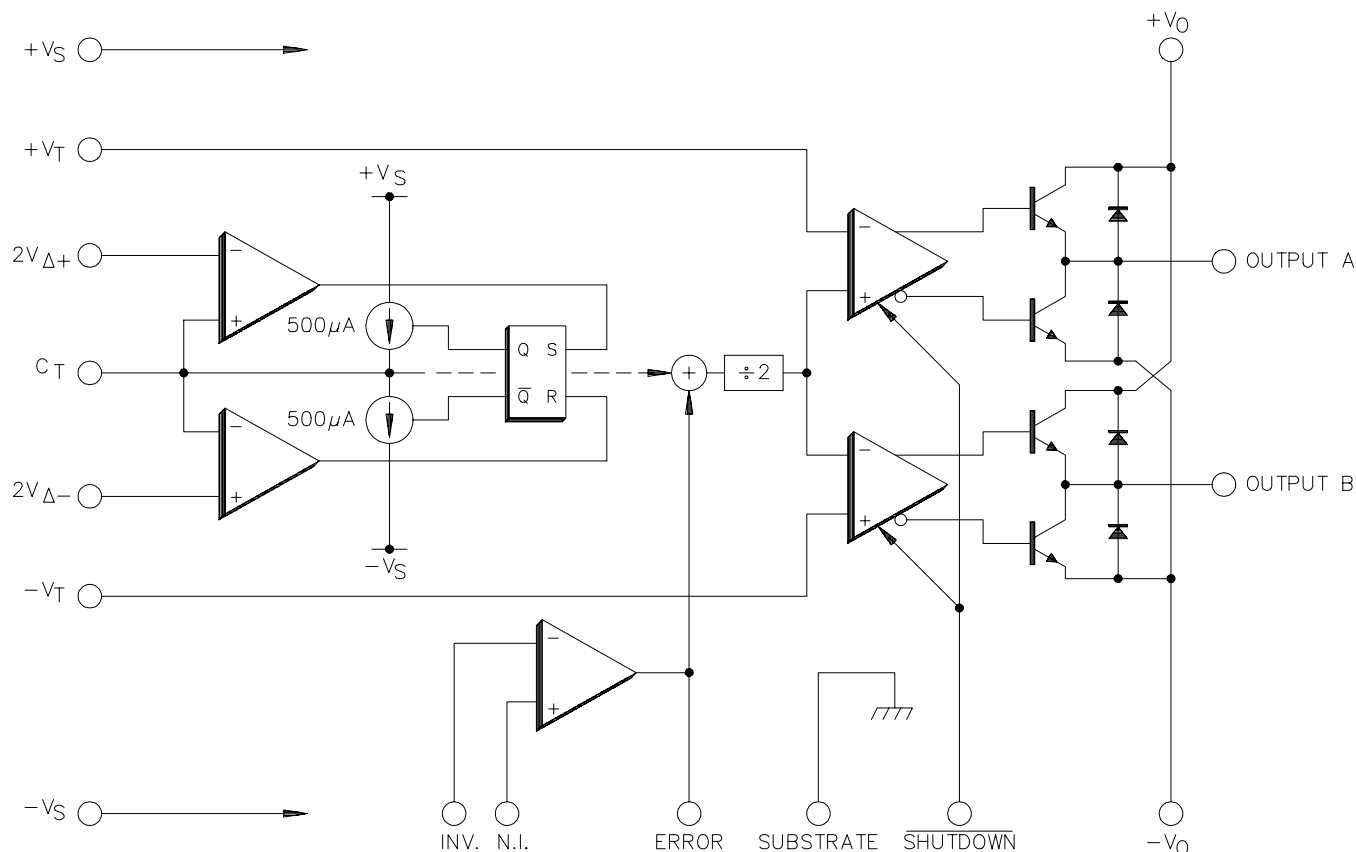 +VO
+VS
+VT
+VS
−
2VΔ+
−
−
OUTPUT A
+
500µA
+
Q S
CT
+
÷2
Q̅ R
500µA
−
−
2VΔ−
+
OUTPUT B
+
−VS
−VT
−
+
−VS
INV.
N.I.
ERROR
SUBSTRATE
S̅H̅U̅T̅D̅O̅W̅N̅
−VO